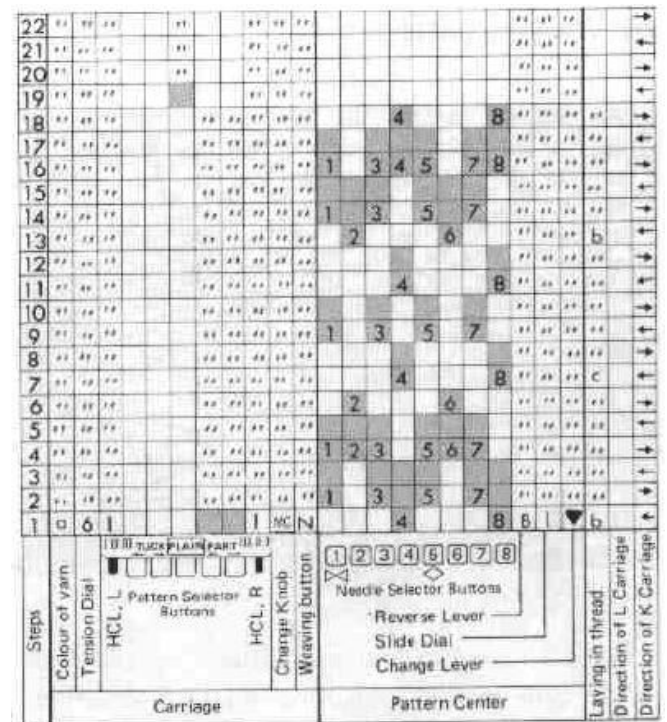 22
21
20
19
18 4 8
17
16 1 3 4 5 7 8
15
14 1 3 5 7
13 2 6 b
12
11 4 8
10
9 1 3 5 7
8
7 4 8 c
6 2 6
5
4 1 2 3 5 6 7
3
2 1 3 5 7
1 a 6 1 1 NC N 4 8 B 1 b
Steps
Colour of yarn
Tension Dial
HCL, L
TUCK PLAIN PART
Pattern Selector
Buttons
HCL, R
Change Knob
Weaving button
1 2 3 4 5 6 7 8
Needle Selector Buttons
Reverse Lever
Slide Dial
Change Lever
Laying-in thread
Direction of L Carriage
Direction of K Carriage
Carriage
Pattern Center